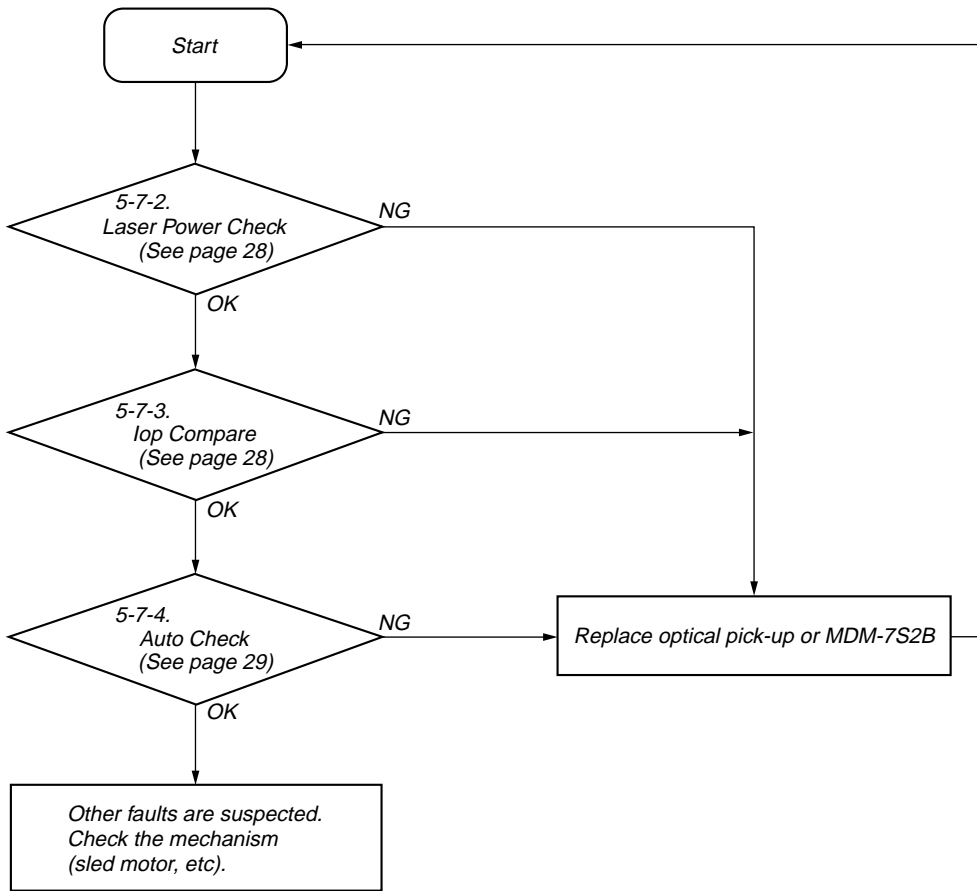 Start
5-7-2.
Laser Power Check
(See page 28)
NG
OK
5-7-3.
Iop Compare
(See page 28)
NG
OK
5-7-4.
Auto Check
(See page 29)
NG
OK
Replace optical pick-up or MDM-7S2B
Other faults are suspected.
Check the mechanism
(sled motor, etc).